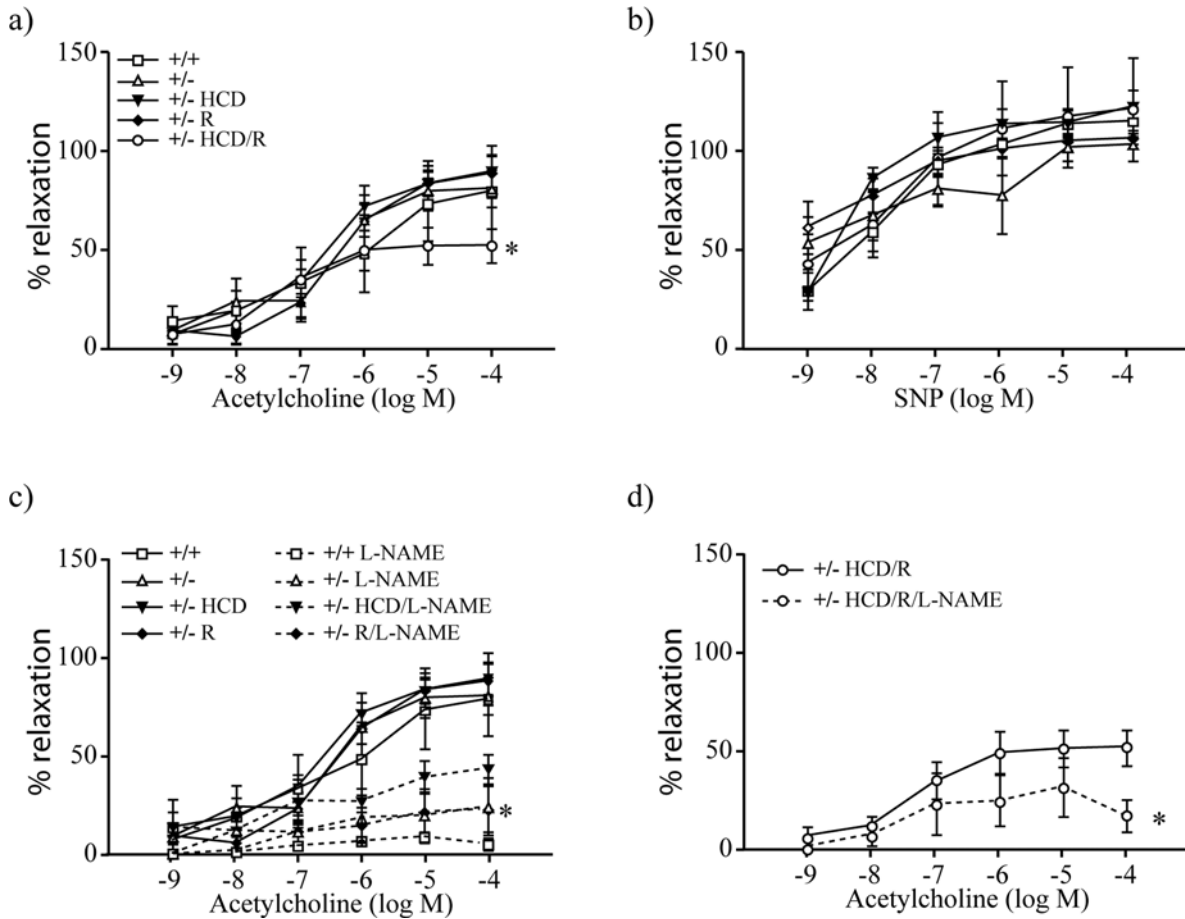 a)
150
+/+
+/-
+/- HCD
+/- R
+/- HCD/R
100
50
0
% relaxation
-9 -8 -7 -6 -5 -4
Acetylcholine (log M)
*
b)
150
100
50
0
% relaxation
-9 -8 -7 -6 -5 -4
SNP (log M)
c)
150
+/+ +/+ L-NAME
+/- +/- L-NAME
+/- HCD +/- HCD/L-NAME
+/- R +/- R/L-NAME
100
50
0
% relaxation
-9 -8 -7 -6 -5 -4
Acetylcholine (log M)
*
d)
150
+/- HCD/R
+/- HCD/R/L-NAME
100
50
0
% relaxation
-9 -8 -7 -6 -5 -4
Acetylcholine (log M)
*